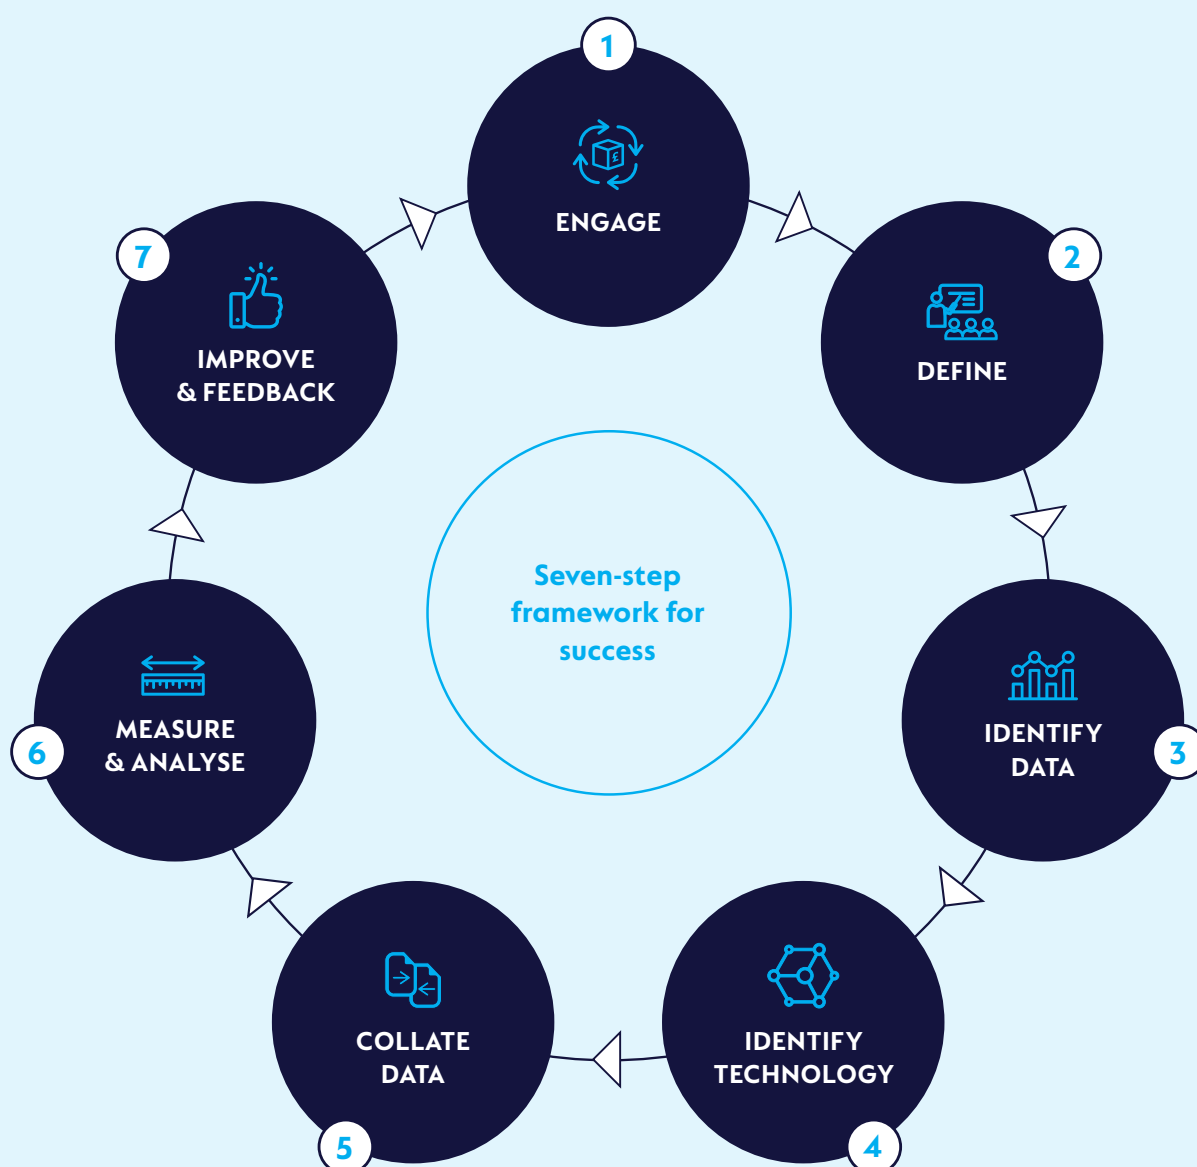 1
ENGAGE
2
DEFINE
3
IDENTIFY
DATA
4
IDENTIFY
TECHNOLOGY
5
COLLATE
DATA
6
MEASURE
& ANALYSE
7
IMPROVE
& FEEDBACK
Seven-step
framework for
success
£